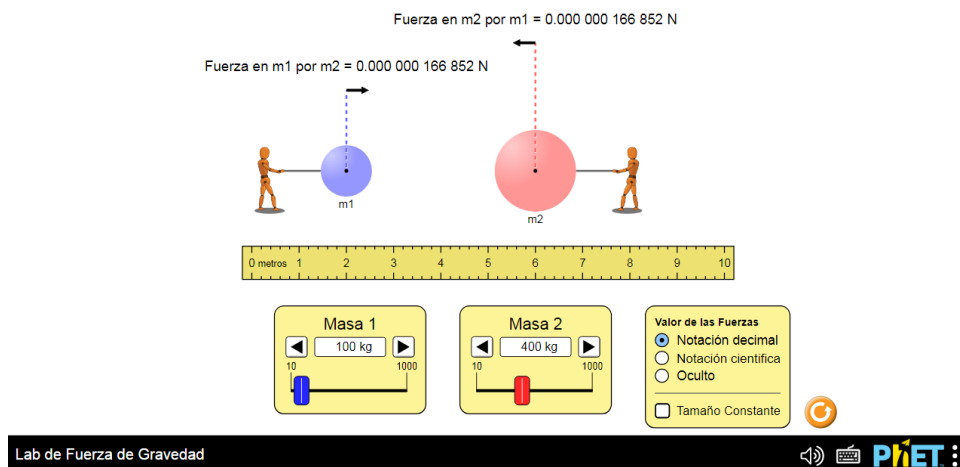 Fuerza en m2 por m1 = 0.000 000 166 852 N
Fuerza en m1 por m2 = 0.000 000 166 852 N
m1
m2
0 metros 1 2 3 4 5 6 7 8 9 10
Masa 1
100 kg
10 1000
Masa 2
400 kg
10 1000
Valor de las Fuerzas
Notación decimal
Notación científica
Oculto
Tamaño Constante
Lab de Fuerza de Gravedad
PhET